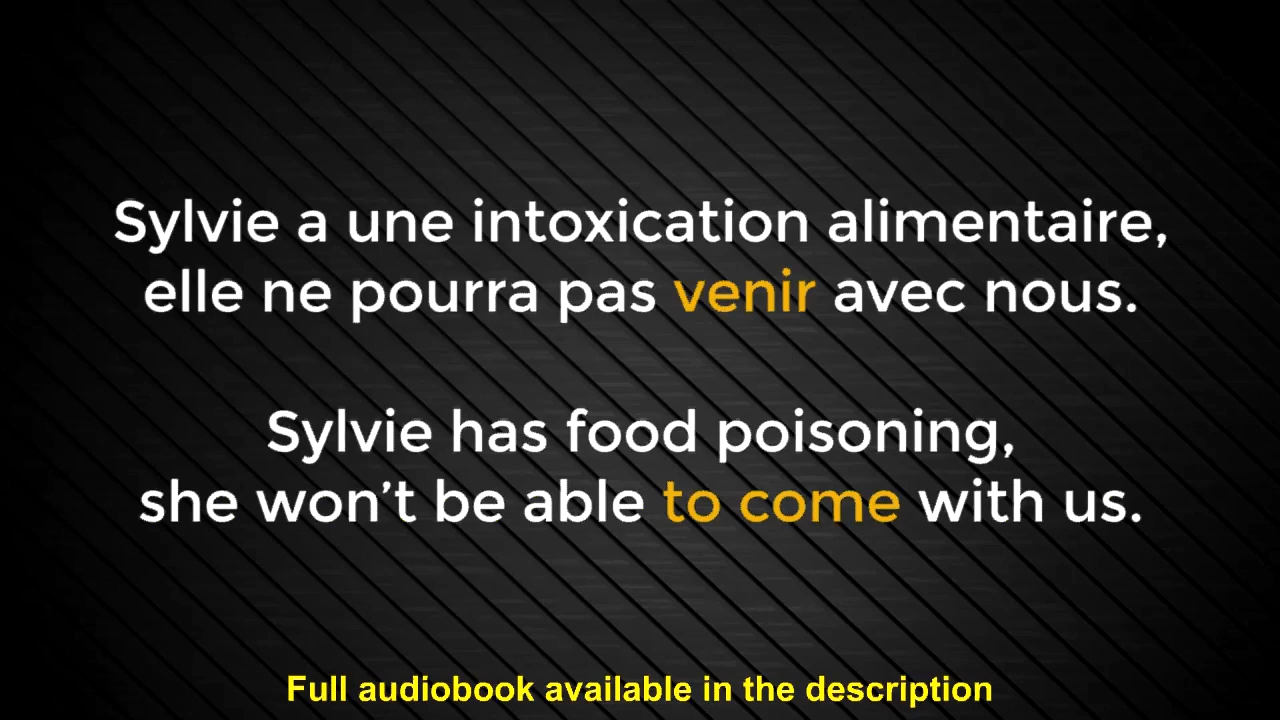 Sylvie a une intoxication alimentaire,
elle ne pourra pas venir avec nous.
Sylvie has food poisoning,
she won’t be able to come with us.
Full audiobook available in the description